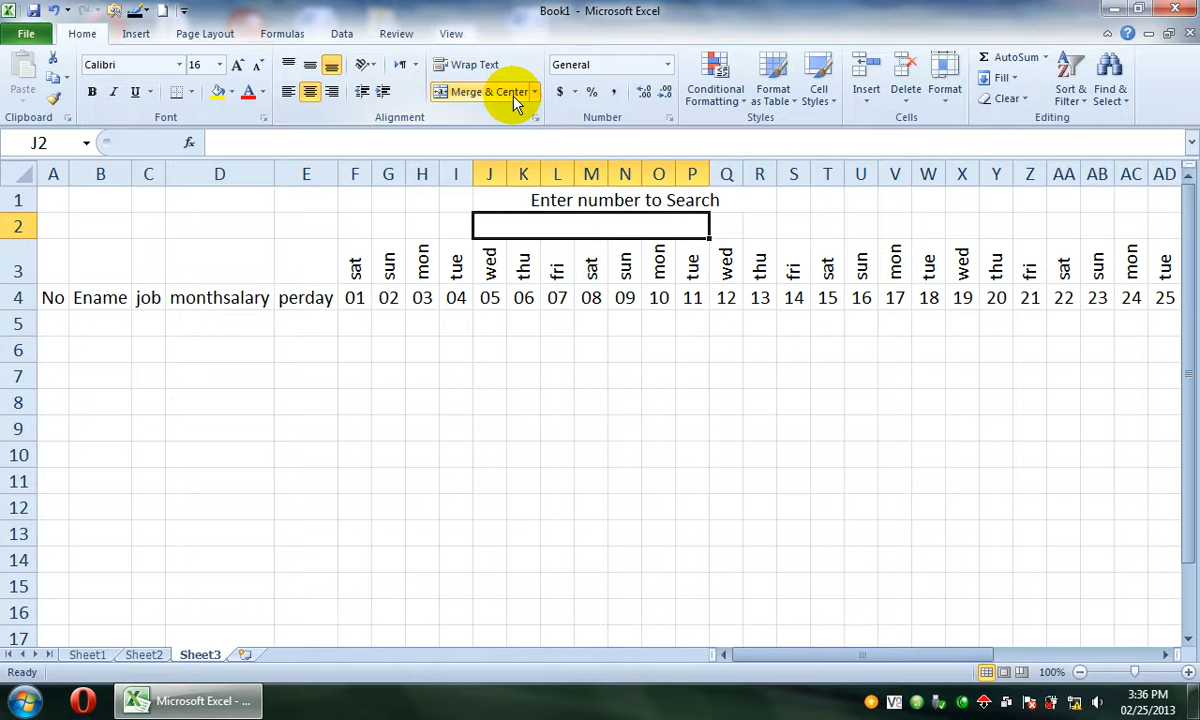 Book1 - Microsoft Excel
File Home Insert Page Layout Formulas Data Review View
Paste
Clipboard
Calibri 16
B I U
Font
Wrap Text
Merge & Center
Alignment
General
$ % ,
Number
Conditional Formatting
Format as Table
Cell Styles
Styles
Insert Delete Format
Cells
Σ AutoSum
Fill
Clear
Sort & Filter
Find & Select
Editing
J2 fx
A B C D E F G H I J K L M N O P Q R S T U V W X Y Z AA AB AC AD
1 Enter number to Search
2
3 sat sun mon tue wed thu fri sat sun mon tue wed thu fri sat sun mon tue wed thu fri sat sun mon tue
4 No Ename job monthsalary perday 01 02 03 04 05 06 07 08 09 10 11 12 13 14 15 16 17 18 19 20 21 22 23 24 25
5
6
7
8
9
10
11
12
13
14
15
16
17
Sheet1 Sheet2 Sheet3
Ready 100%
Microsoft Excel - ...
3:36 PM
02/25/2013